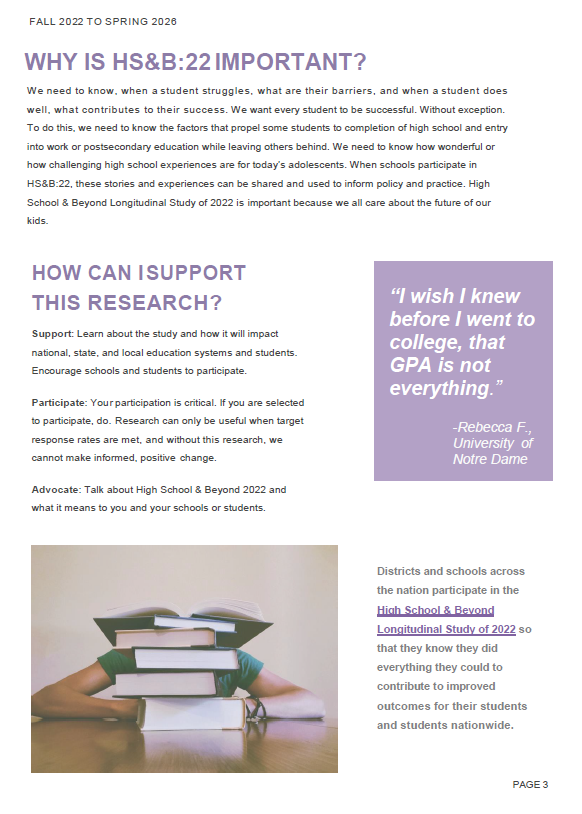 FALL 2022 TO SPRING 2026
WHY IS HS&B:22 IMPORTANT?
We need to know, when a student struggles, what are their barriers, and when a student does
well, what contributes to their success. We want every student to be successful. Without exception.
To do this, we need to know the factors that propel some students to completion of high school and entry
into work or postsecondary education while leaving others behind. We need to know how wonderful or
how challenging high school experiences are for today's adolescents. When schools participate in
HS&B:22, these stories and experiences can be shared and used to inform policy and practice. High
School & Beyond Longitudinal Study of 2022 is important because we all care about the future of our
kids.
HOW CAN I SUPPORT
THIS RESEARCH?
Support: Learn about the study and how it will impact
national, state, and local education systems and students.
Encourage schools and students to participate.
Participate: Your participation is critical. If you are selected
to participate, do. Research can only be useful when target
response rates are met, and without this research, we
cannot make informed, positive change.
Advocate: Talk about High School & Beyond 2022 and
what it means to you and your schools or students.
“I wish I knew
before I went to
college, that
GPA is not
everything.”
-Rebecca F.,
University of
Notre Dame
Districts and schools across
the nation participate in the
High School & Beyond
Longitudinal Study of 2022 so
that they know they did
everything they could to
contribute to improved
outcomes for their students
and students nationwide.
PAGE 3